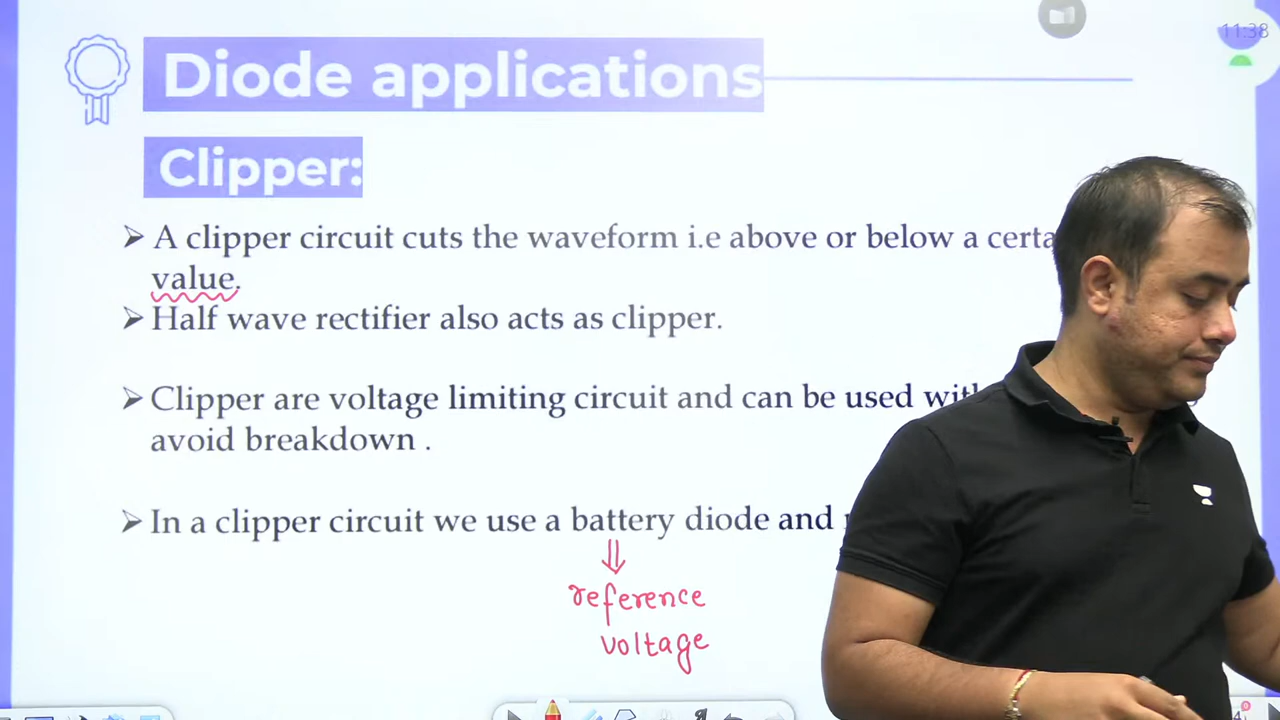 11:38
Diode applications
Clipper:
A clipper circuit cuts the waveform i.e above or below a
value.
Half wave rectifier also acts as clipper.
Clipper are voltage limiting circuit and can be used
avoid breakdown .
In a clipper circuit we use a battery diode and
reference
voltage